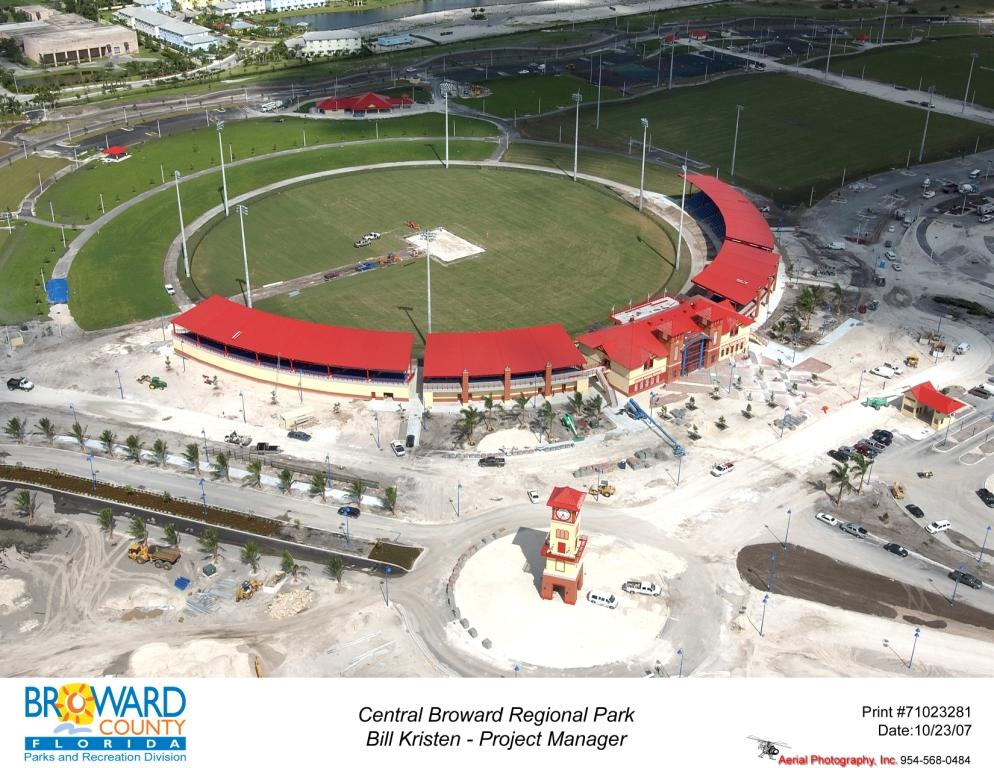 BROWARD
COUNTY
FLORIDA
Parks and Recreation Division
Central Broward Regional Park
Bill Kristen - Project Manager
Print #71023281
Date:10/23/07
Aerial Photography, Inc. 954-568-0484